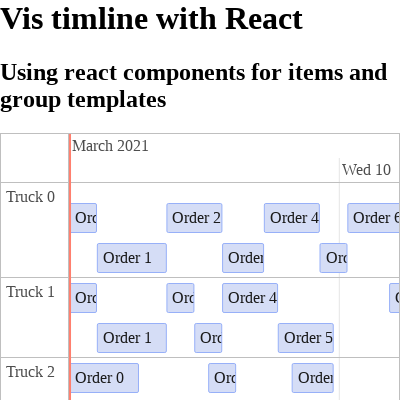 Vis timline with React
Using react components for items and
group templates
March 2021
Wed 10
Truck 0
Ord
Order 2
Order 4
Order 6
Order 1
Order
Ord
Truck 1
Ord
Ord
Order 4
Order 1
Ord
Order 5
Truck 2
Order 0
Ord
Order